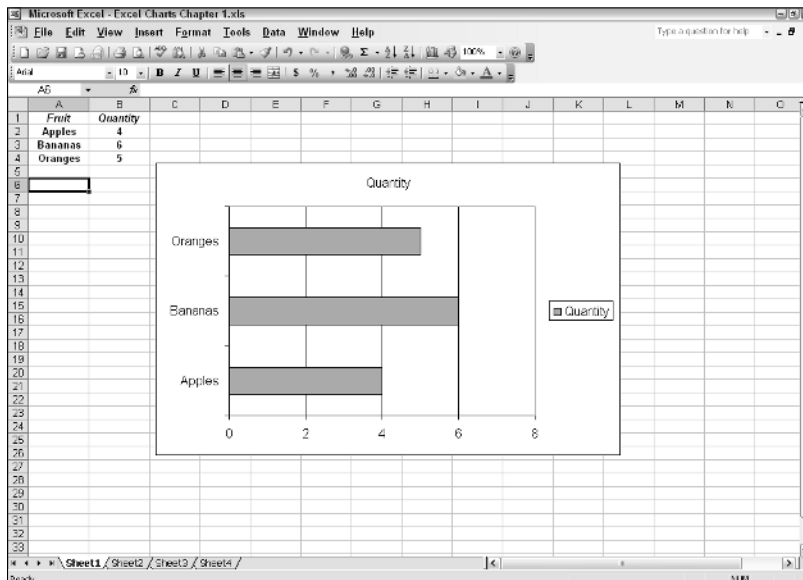 Microsoft Excel - Excel Charts Chapter 1.xls
File Edit View Insert Format Tools Data Window Help
Type a question for help
100%
Arial 10 B I U $ % ,
A6 fx
A B C D E F G H I J K L M N O
1 Fruit Quantity
2 Apples 4
3 Bananas 6
4 Oranges 5
5
6
7
8
9
10
11
12
13
14
15
16
17
18
19
20
21
22
23
24
25
26
27
28
29
30
31
32
33
Quantity
Oranges
Bananas
Quantity
Apples
0 2 4 6 8
Sheet1 / Sheet2 / Sheet3 / Sheet4 /
Ready NUM